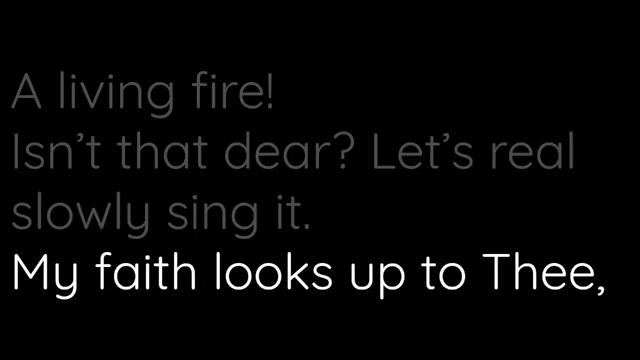 A living fire!
Isn't that dear? Let's real
slowly sing it.
My faith looks up to Thee,